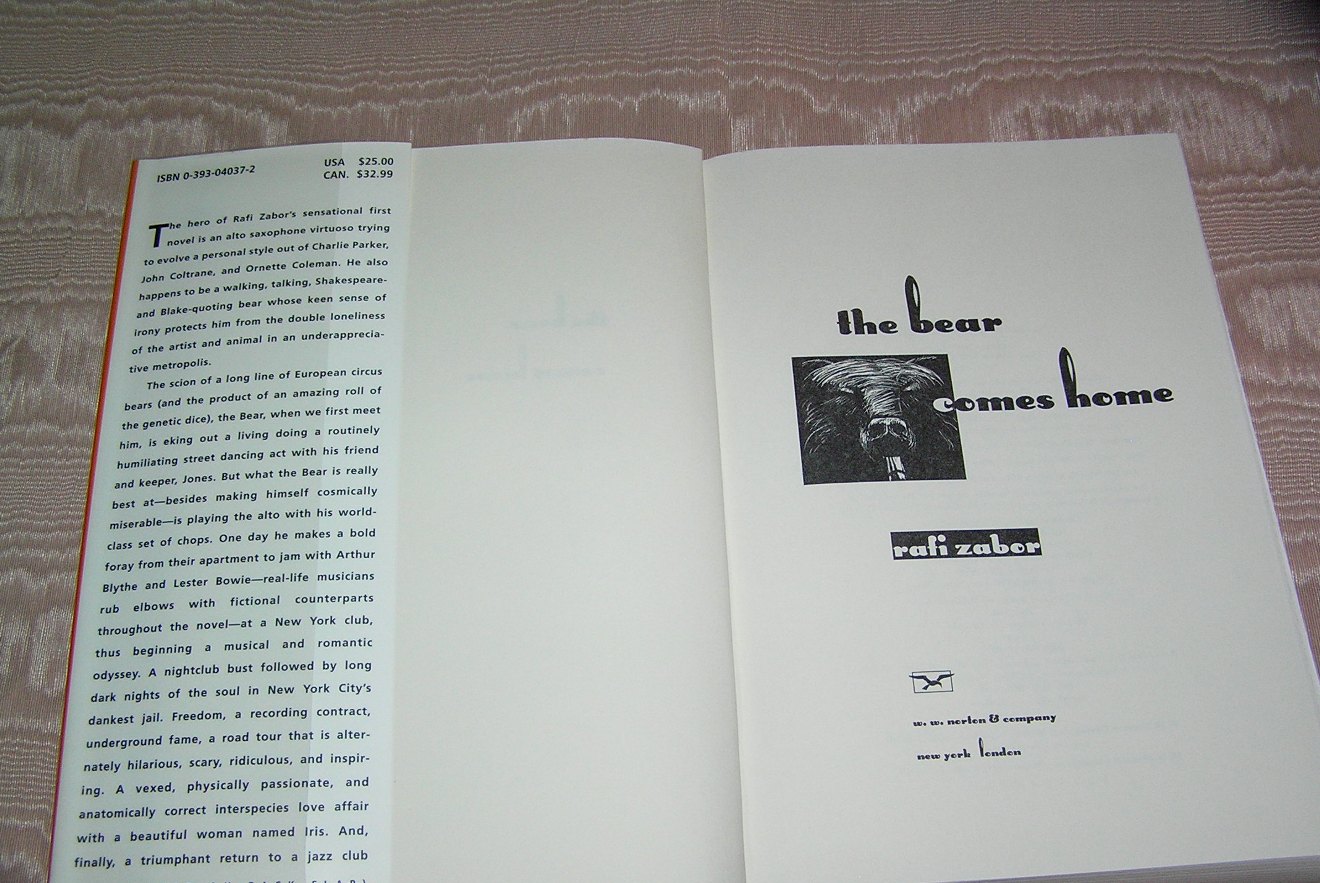 ISBN 0-393-04037-2
USA $25.00
CAN. $32.99
The hero of Rafi Zabor's sensational first
novel is an alto saxophone virtuoso trying
to evolve a personal style out of Charlie Parker,
John Coltrane, and Ornette Coleman. He also
happens to be a walking, talking, Shakespeare-
and Blake-quoting bear whose keen sense of
irony protects him from the double loneliness
of the artist and animal in an underapprecia-
tive metropolis.
The scion of a long line of European circus
bears (and the product of an amazing roll of
the genetic dice), the Bear, when we first meet
him, is eking out a living doing a routinely
humiliating street dancing act with his friend
and keeper, Jones. But what the Bear is really
best at—besides making himself cosmically
miserable—is playing the alto with his world-
class set of chops. One day he makes a bold
foray from their apartment to jam with Arthur
Blythe and Lester Bowie—real-life musicians
rub elbows with fictional counterparts
throughout the novel—at a New York club,
thus beginning a musical and romantic
odyssey. A nightclub bust followed by long
dark nights of the soul in New York City's
dankest jail. Freedom, a recording contract,
underground fame, a road tour that is alter-
nately hilarious, scary, ridiculous, and inspir-
ing. A vexed, physically passionate, and
anatomically correct interspecies love affair
with a beautiful woman named Iris. And,
finally, a triumphant return to a jazz club
the bear
comes home
rafi zabor
w. w. norton & company
new york london